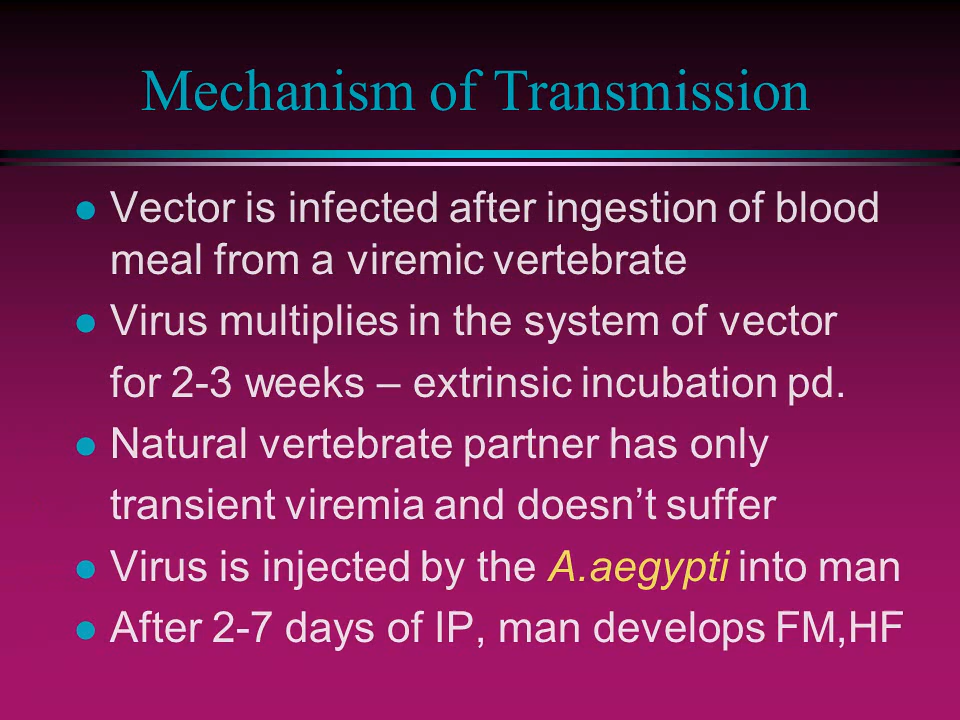 Mechanism of Transmission
● Vector is infected after ingestion of blood
meal from a viremic vertebrate
● Virus multiplies in the system of vector
for 2-3 weeks – extrinsic incubation pd.
● Natural vertebrate partner has only
transient viremia and doesn’t suffer
● Virus is injected by the A.aegypti into man
● After 2-7 days of IP, man develops FM,HF